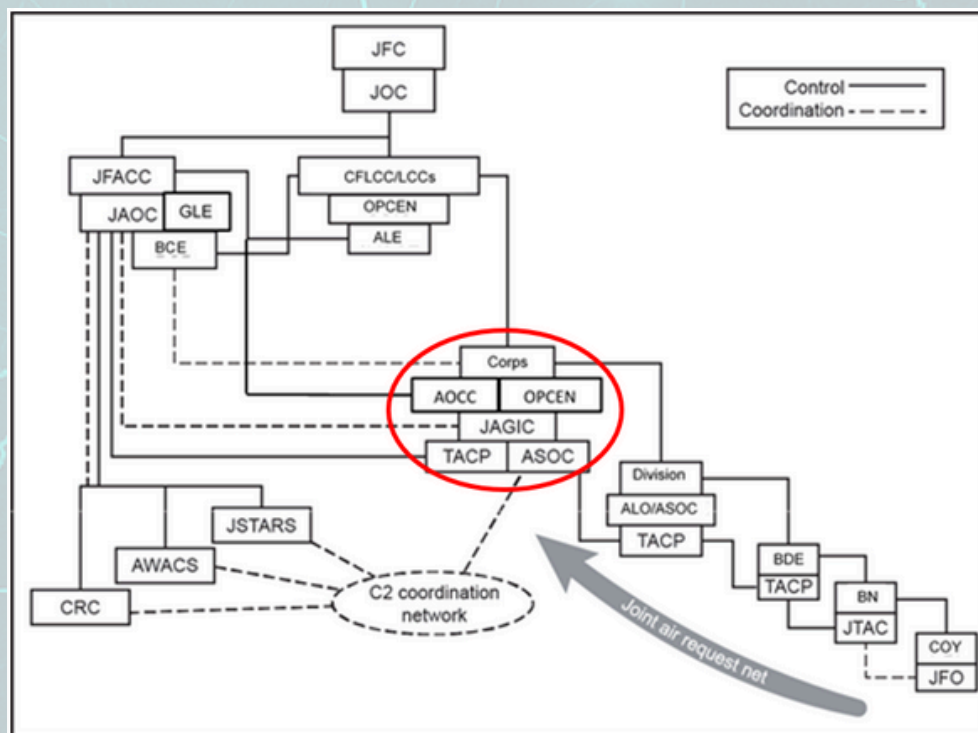 JFC
JOC
Control
Coordination
JFACC
JAOC
GLE
BCE
CFLCC/LCCs
OPCEN
ALE
Corps
AOCC
OPCEN
JAGIC
TACP
ASOC
Division
ALO/ASOC
TACP
BDE
TACP
BN
JTAC
COY
JFO
JSTARS
AWACS
CRC
C2 coordination
network
Joint air request net